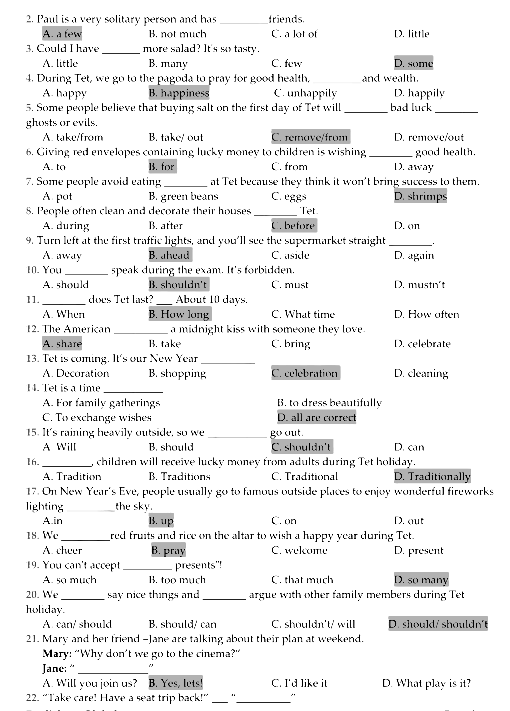 2. Paul is a very solitary person and has _________friends.
A. a few B. not much C. a lot of D. little
3. Could I have _______ more salad? It's so tasty.
A. little B. many C. few D. some
4. During Tet, we go to the pagoda to pray for good health, ________and wealth.
A. happy B. happiness C. unhappily D. happily
5. Some people believe that buying salt on the first day of Tet will ________ bad luck ________
ghosts or evils.
A. take/from B. take/ out C. remove/from D. remove/out
6. Giving red envelopes containing lucky money to children is wishing ________ good health.
A. to B. for C. from D. away
7. Some people avoid eating ________ at Tet because they think it won't bring success to them.
A. pot B. green beans C. eggs D. shrimps
8. People often clean and decorate their houses ________ Tet.
A. during B. after C. before D. on
9. Turn left at the first traffic lights, and you'll see the supermarket straight ________.
A. away B. ahead C. aside D. again
10. You ________ speak during the exam. It's forbidden.
A. should B. shouldn't C. must D. mustn't
11. ________ does Tet last? ___ About 10 days.
A. When B. How long C. What time D. How often
12. The American __________ a midnight kiss with someone they love.
A. share B. take C. bring D. celebrate
13. Tet is coming. It's our New Year __________
A. Decoration B. shopping C. celebration D. cleaning
14. Tet is a time ___________
A. For family gatherings B. to dress beautifully
C. To exchange wishes D. all are correct
15. It's raining heavily outside, so we ___________ go out.
A. Will B. should C. shouldn't D. can
16. __________, children will receive lucky money from adults during Tet holiday.
A. Tradition B. Traditions C. Traditional D. Traditionally
17. On New Year's Eve, people usually go to famous outside places to enjoy wonderful fireworks
lighting _________the sky.
A.in B. up C. on D. out
18. We _________red fruits and rice on the altar to wish a happy year during Tet.
A. cheer B. pray C. welcome D. present
19. You can't accept _________ presents"!
A. so much B. too much C. that much D. so many
20. We ________ say nice things and ________ argue with other family members during Tet
holiday.
A. can/ should B. should/ can C. shouldn't/ will D. should/ shouldn't
21. Mary and her friend –Jane are talking about their plan at weekend.
Mary: "Why don't we go to the cinema?"
Jane: " _____________"
A. Will you join us? B. Yes, lets! C. I'd like it D. What play is it?
22. "Take care! Have a seat trip back!" ___ "__________"